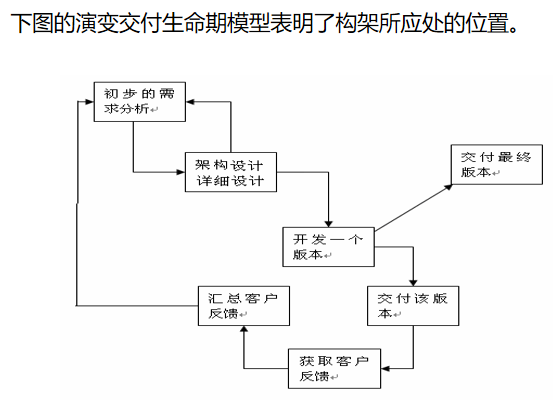 下图的演变交付生命期模型表明了构架所应处的位置。
初步的需
求分析↵
架构设计
详细设计
交付最终
版本↵
开发一个
版本↵
汇总客户
反馈↵
交付该版
本↵
获取客户
反馈↵